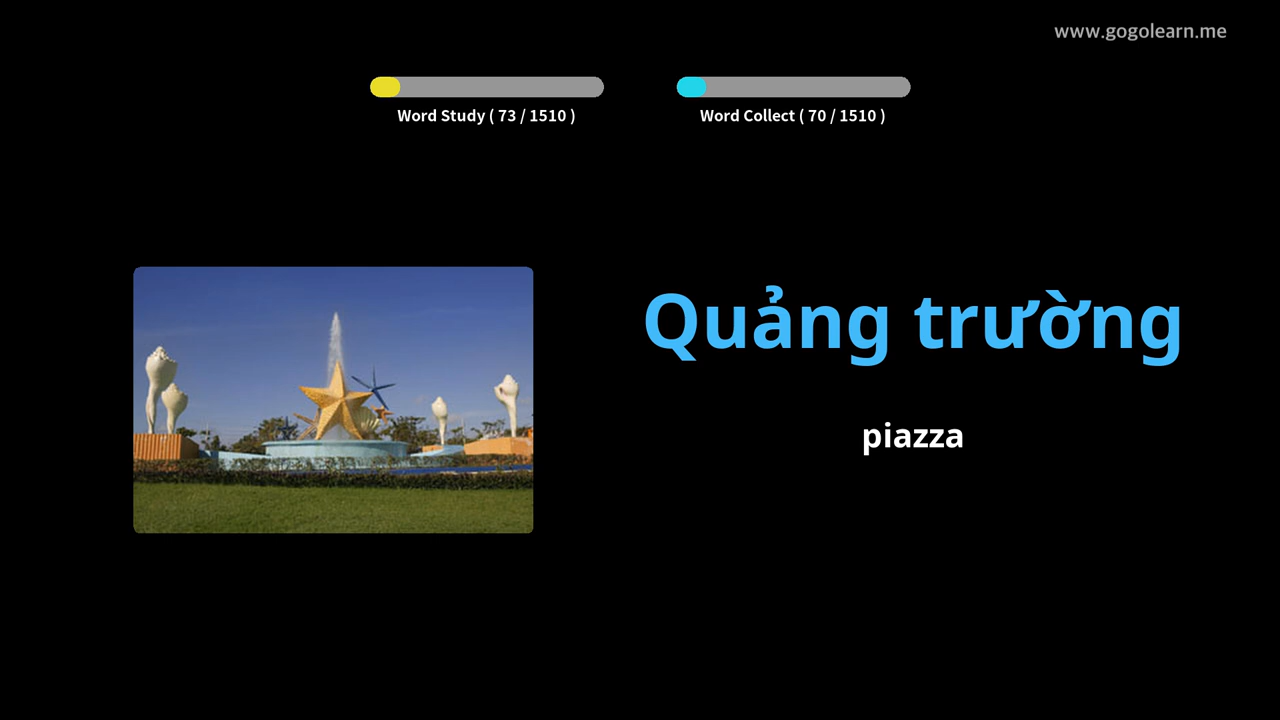 www.gogolearn.me
Word Study ( 73 / 1510 )
Word Collect ( 70 / 1510 )
Quảng trường
piazza